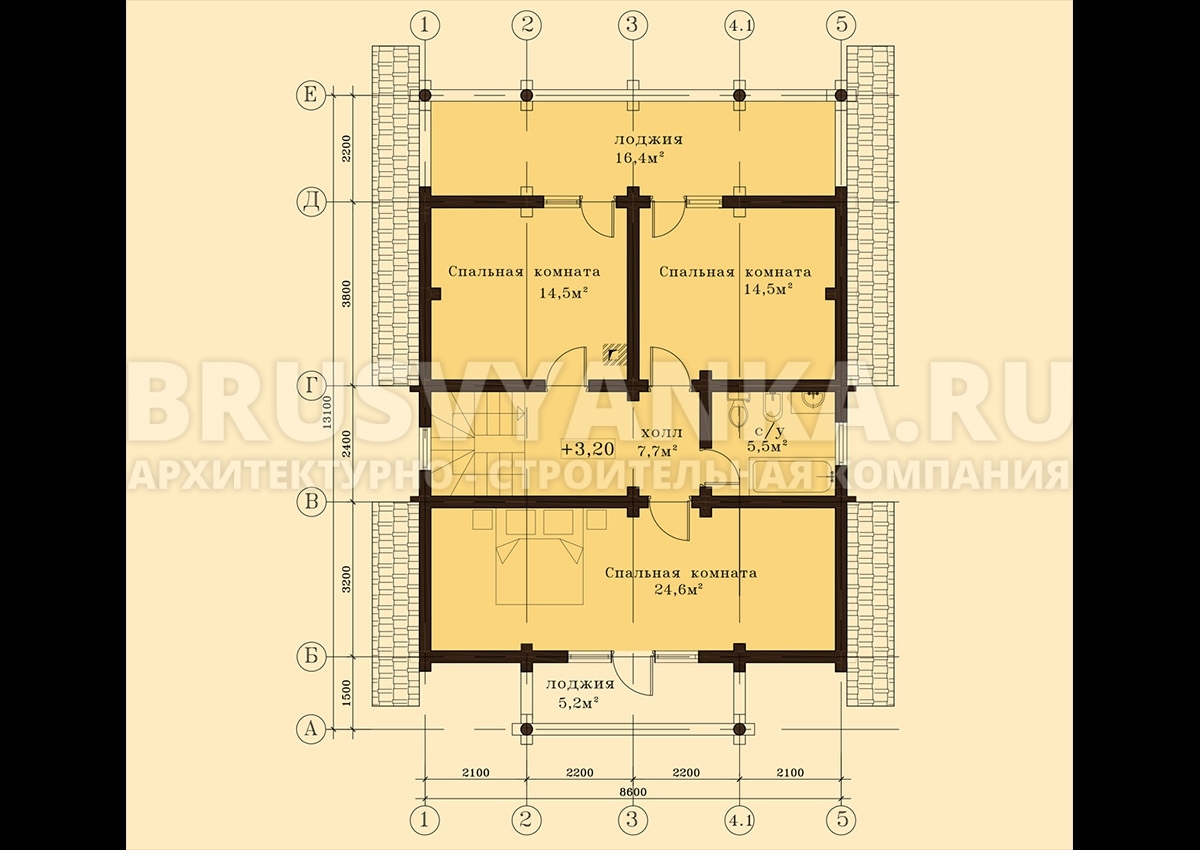 1 2 3 4.1 5
Е
лоджия
16,4м²
2200
Д
Спальная комната
14,5м²
Спальная комната
14,5м²
3800
г
Г
BRUSVYANKA.RU
13100
2400
+3,20
холл
7,7м²
с/у
5,5м²
АРХИТЕКТУРНО-СТРОИТЕЛЬНАЯ КОМПАНИЯ
В
Спальная комната
24,6м²
3200
Б
лоджия
5,2м²
1500
А
2100 2200 2200 2100
8600
1 2 3 4.1 5